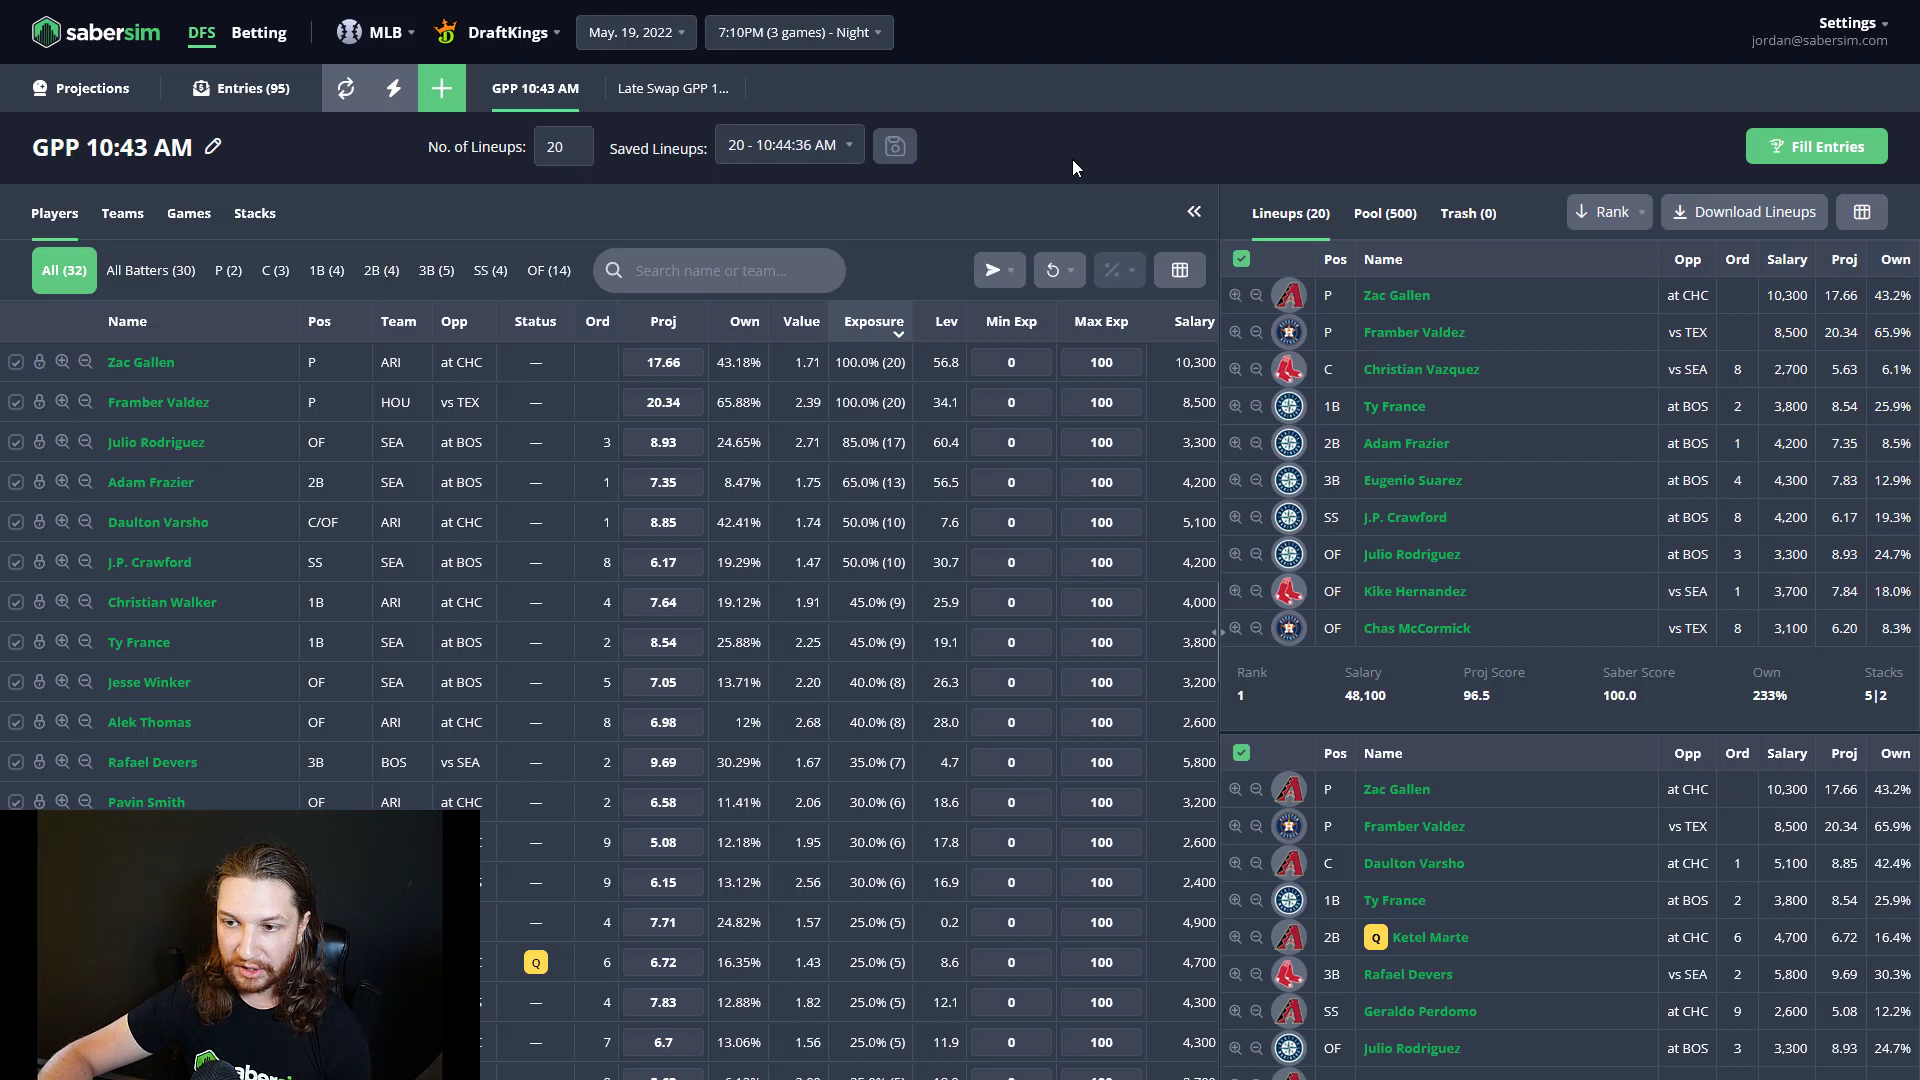 sabersim DFS Betting MLB DraftKings May. 19, 2022 7:10PM (3 games) - Night Settings
jordan@sabersim.com
Projections Entries (95) GPP 10:43 AM Late Swap GPP 1...
GPP 10:43 AM No. of Lineups: 20 Saved Lineups: 20 - 10:44:36 AM Fill Entries
Players Teams Games Stacks
All (32) All Batters (30) P (2) C (3) 1B (4) 2B (4) 3B (5) SS (4) OF (14) Search name or team...
Name Pos Team Opp Status Ord Proj Own Value Exposure Lev Min Exp Max Exp Salary
Zac Gallen P ARI at CHC — 17.66 43.18% 1.71 100.0% (20) 56.8 0 100 10,300
Framber Valdez P HOU vs TEX — 20.34 65.88% 2.39 100.0% (20) 34.1 0 100 8,500
Julio Rodriguez OF SEA at BOS — 3 8.93 24.65% 2.71 85.0% (17) 60.4 0 100 3,300
Adam Frazier 2B SEA at BOS — 1 7.35 8.47% 1.75 65.0% (13) 56.5 0 100 4,200
Daulton Varsho C/OF ARI at CHC — 1 8.85 42.41% 1.74 50.0% (10) 7.6 0 100 5,100
J.P. Crawford SS SEA at BOS — 8 6.17 19.29% 1.47 50.0% (10) 30.7 0 100 4,200
Christian Walker 1B ARI at CHC — 4 7.64 19.12% 1.91 45.0% (9) 25.9 0 100 4,000
Ty France 1B SEA at BOS — 2 8.54 25.88% 2.25 45.0% (9) 19.1 0 100 3,800
Jesse Winker OF SEA at BOS — 5 7.05 13.71% 2.20 40.0% (8) 26.3 0 100 3,200
Alek Thomas OF ARI at CHC — 8 6.98 12% 2.68 40.0% (8) 28.0 0 100 2,600
Rafael Devers 3B BOS vs SEA — 2 9.69 30.29% 1.67 35.0% (7) 4.7 0 100 5,800
Pavin Smith OF ARI at CHC — 2 6.58 11.41% 2.06 30.0% (6) 18.6 0 100 3,200
— 9 5.08 12.18% 1.95 30.0% (6) 17.8 0 100 2,600
— 9 6.15 13.12% 2.56 30.0% (6) 16.9 0 100 2,400
— 4 7.71 24.82% 1.57 25.0% (5) 0.2 0 100 4,900
Q 6 6.72 16.35% 1.43 25.0% (5) 8.6 0 100 4,700
— 4 7.83 12.88% 1.82 25.0% (5) 12.1 0 100 4,300
— 7 6.7 13.06% 1.56 25.0% (5) 11.9 0 100 4,300
Lineups (20) Pool (500) Trash (0) Rank Download Lineups
Pos Name Opp Ord Salary Proj Own
P Zac Gallen at CHC 10,300 17.66 43.2%
P Framber Valdez vs TEX 8,500 20.34 65.9%
C Christian Vazquez vs SEA 8 2,700 5.63 6.1%
1B Ty France at BOS 2 3,800 8.54 25.9%
2B Adam Frazier at BOS 1 4,200 7.35 8.5%
3B Eugenio Suarez at BOS 4 4,300 7.83 12.9%
SS J.P. Crawford at BOS 8 4,200 6.17 19.3%
OF Julio Rodriguez at BOS 3 3,300 8.93 24.7%
OF Kike Hernandez vs SEA 1 3,700 7.84 18.0%
OF Chas McCormick vs TEX 8 3,100 6.20 8.3%
Rank Salary Proj Score Saber Score Own Stacks
1 48,100 96.5 100.0 233% 5|2
Pos Name Opp Ord Salary Proj Own
P Zac Gallen at CHC 10,300 17.66 43.2%
P Framber Valdez vs TEX 8,500 20.34 65.9%
C Daulton Varsho at CHC 1 5,100 8.85 42.4%
1B Ty France at BOS 2 3,800 8.54 25.9%
2B Q Ketel Marte at CHC 6 4,700 6.72 16.4%
3B Rafael Devers vs SEA 2 5,800 9.69 30.3%
SS Geraldo Perdomo at CHC 9 2,600 5.08 12.2%
OF Julio Rodriguez at BOS 3 3,300 8.93 24.7%